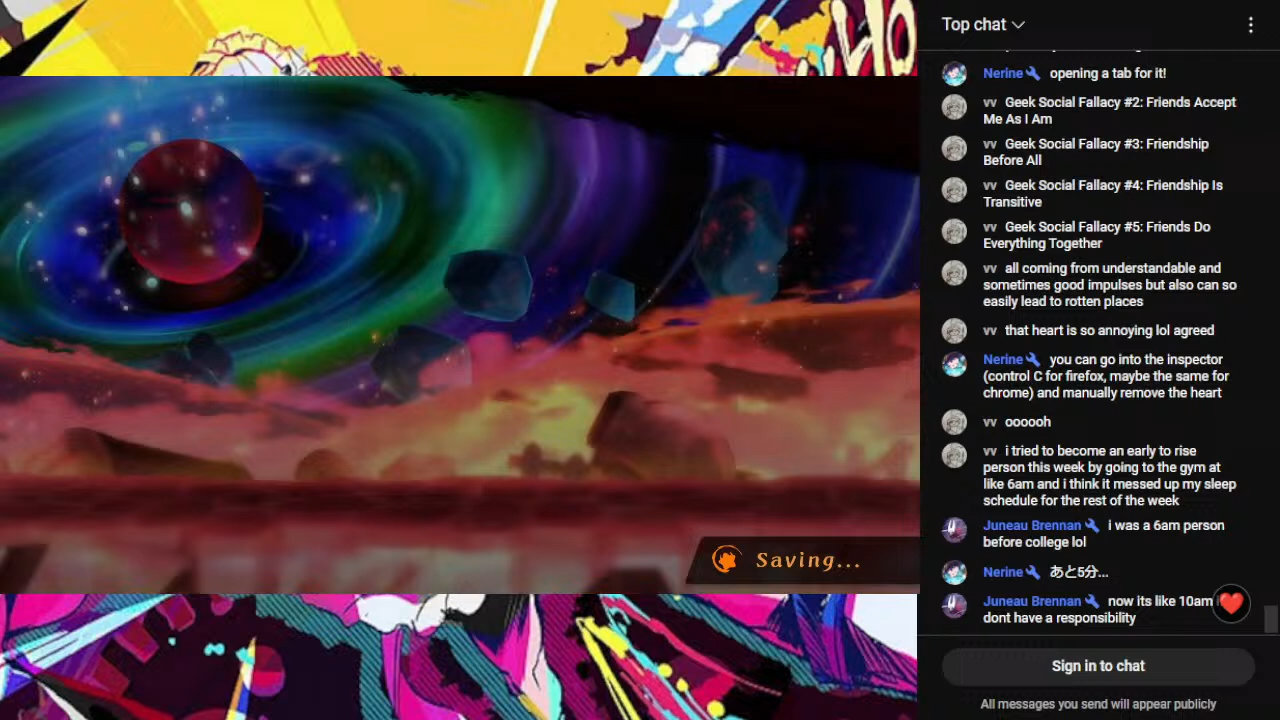 Top chat
Nerine opening a tab for it!
vv Geek Social Fallacy #2: Friends Accept
Me As I Am
vv Geek Social Fallacy #3: Friendship
Before All
vv Geek Social Fallacy #4: Friendship Is
Transitive
vv Geek Social Fallacy #5: Friends Do
Everything Together
vv all coming from understandable and
sometimes good impulses but also can so
easily lead to rotten places
vv that heart is so annoying lol agreed
Nerine you can go into the inspector
(control C for firefox, maybe the same for
chrome) and manually remove the heart
vv oooooh
vv i tried to become an early to rise
person this week by going to the gym at
like 6am and i think it messed up my sleep
schedule for the rest of the week
Juneau Brennan i was a 6am person
before college lol
Nerine あと5分...
Juneau Brennan now its like 10am
dont have a responsibility
Sign in to chat
All messages you send will appear publicly
Saving...